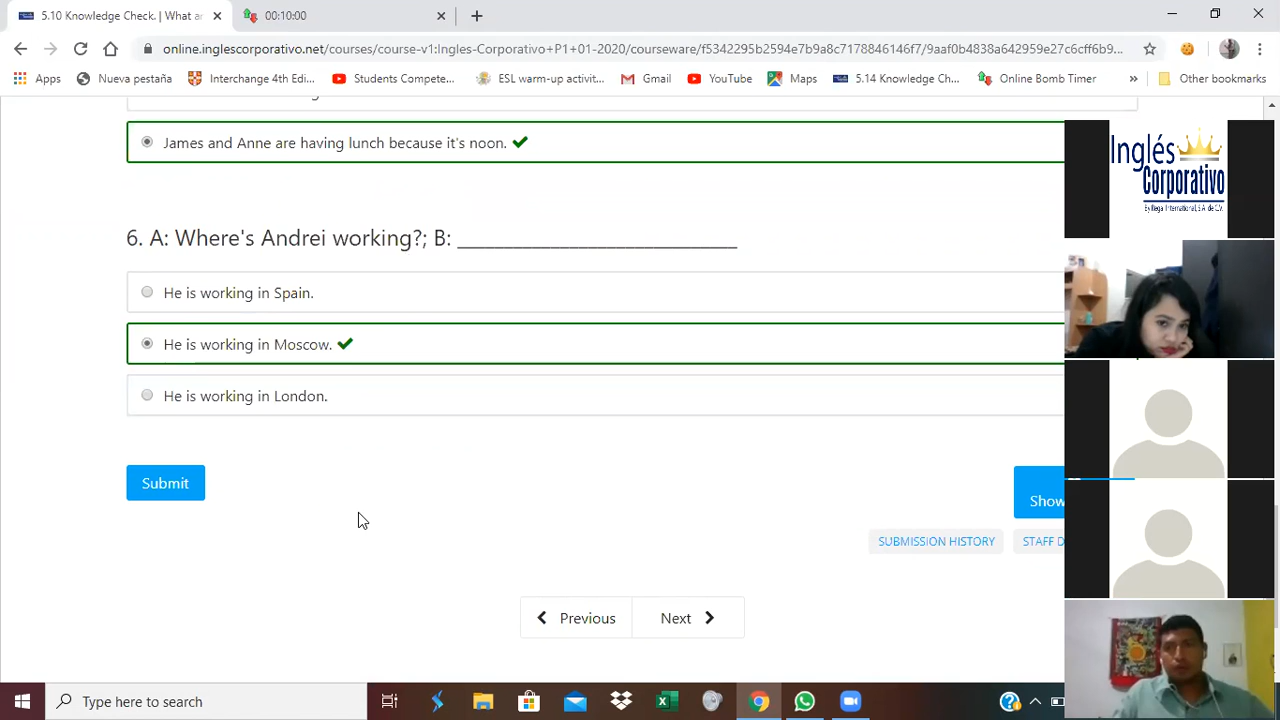 5.10 Knowledge Check. | What ar
00:10:00
online.inglescorporativo.net/courses/course-v1:Ingles-Corporativo+P1+01-2020/courseware/f5342295b2594e7b9a8c7178846146f7/9aaf0b4838a642959e27c6cff6b9...
Apps
Nueva pestaña
Interchange 4th Edi...
Students Compete...
ESL warm-up activit...
Gmail
YouTube
Maps
5.14 Knowledge Ch...
Online Bomb Timer
»
Other bookmarks
James and Anne are having lunch because it's noon.
6. A: Where's Andrei working?; B: ______________________
He is working in Spain.
He is working in Moscow.
He is working in London.
Submit
Show
SUBMISSION HISTORY
STAFF D
Previous
Next
Inglés
Corporativo
Type here to search